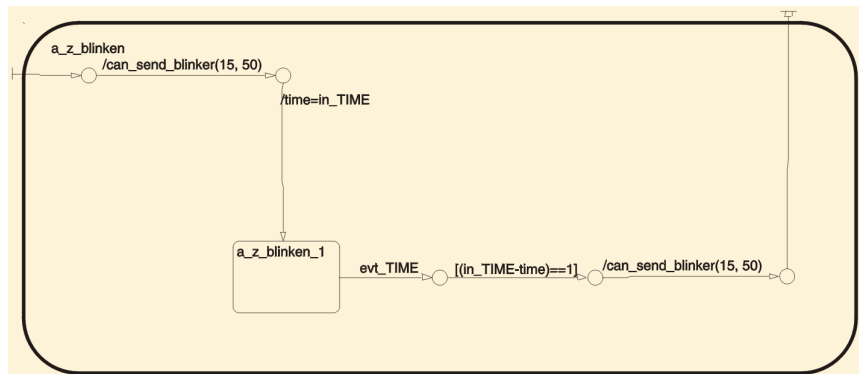 a_z_blinken
/can_send_blinker(15, 50)
/time=in_TIME
a_z_blinken_1
evt_TIME
[(in_TIME-time)==1]
/can_send_blinker(15, 50)